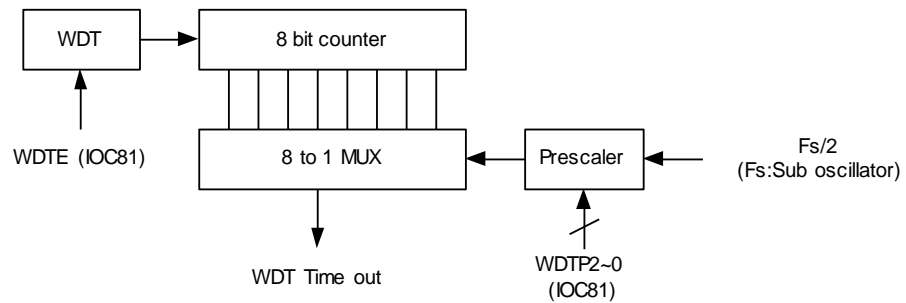 WDT
8 bit counter
WDTE (IOC81)
8 to 1 MUX
Prescaler
Fs/2
(Fs:Sub oscillator)
WDT Time out
WDTP2~0
(IOC81)